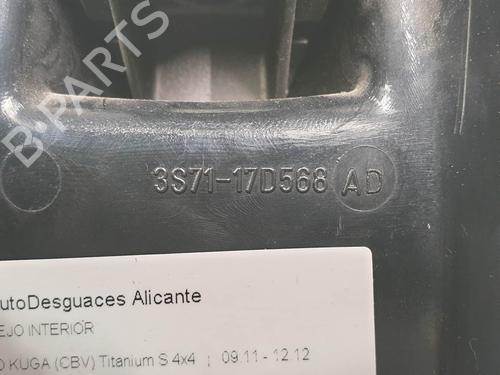 B-PARTS
3S71-17D568 AD
utoDesguaces Alicante
EJO INTERIOR
O KUGA (CBV) Titanium S 4x4 | 09.11 - 12.12